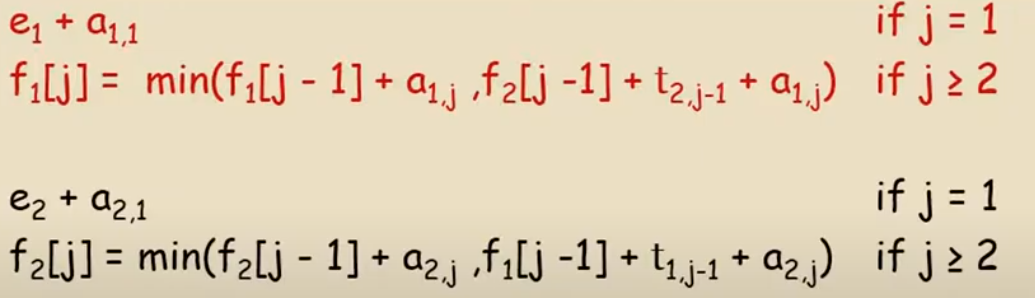 e₁ + a₁,₁ if j = 1
f₁[j] = min(f₁[j - 1] + a₁,j ,f₂[j -1] + t₂,j-1 + a₁,j) if j ≥ 2
e₂ + a₂,₁ if j = 1
f₂[j] = min(f₂[j - 1] + a₂,j ,f₁[j -1] + t₁,j-1 + a₂,j) if j ≥ 2